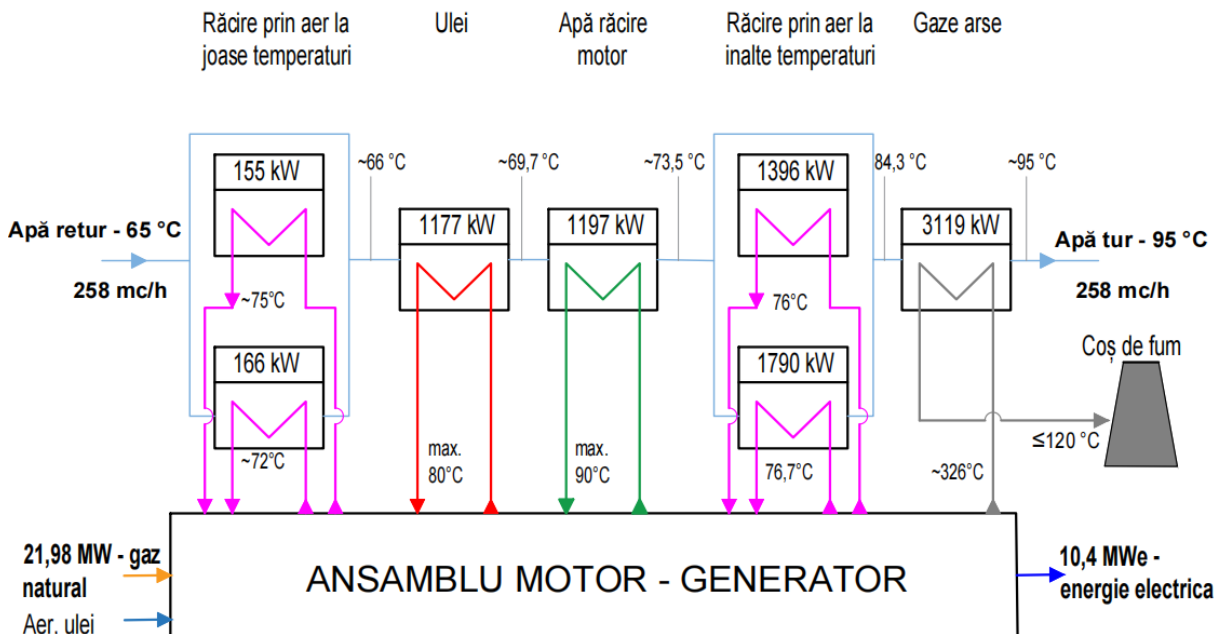 Răcire prin aer la
joase temperaturi
Ulei
Apă răcire
motor
Răcire prin aer la
inalte temperaturi
Gaze arse
155 kW
~66 °C
~69,7 °C
~73,5 °C
1396 kW
84,3 °C
~95 °C
Apă retur - 65 °C
258 mc/h
1177 kW
1197 kW
3119 kW
Apă tur - 95 °C
258 mc/h
~75°C
76°C
Coș de fum
166 kW
1790 kW
~72°C
max.
80°C
max.
90°C
76,7°C
~326°C
≤120 °C
21,98 MW - gaz
natural
Aer, ulei
ANSAMBLU MOTOR - GENERATOR
10,4 MWe -
energie electrica